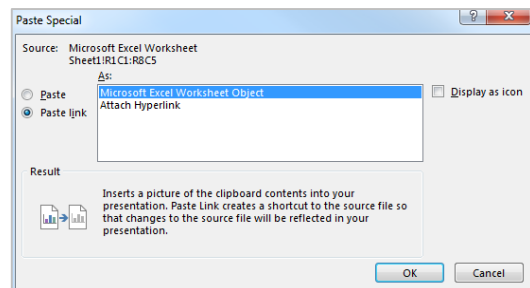 Paste Special
Source: Microsoft Excel Worksheet
Sheet1!R1C1:R8C5
As:
Paste
Paste link
Microsoft Excel Worksheet Object
Attach Hyperlink
Display as icon
Result
Inserts a picture of the clipboard contents into your
presentation. Paste Link creates a shortcut to the source file so
that changes to the source file will be reflected in your
presentation.
OK
Cancel